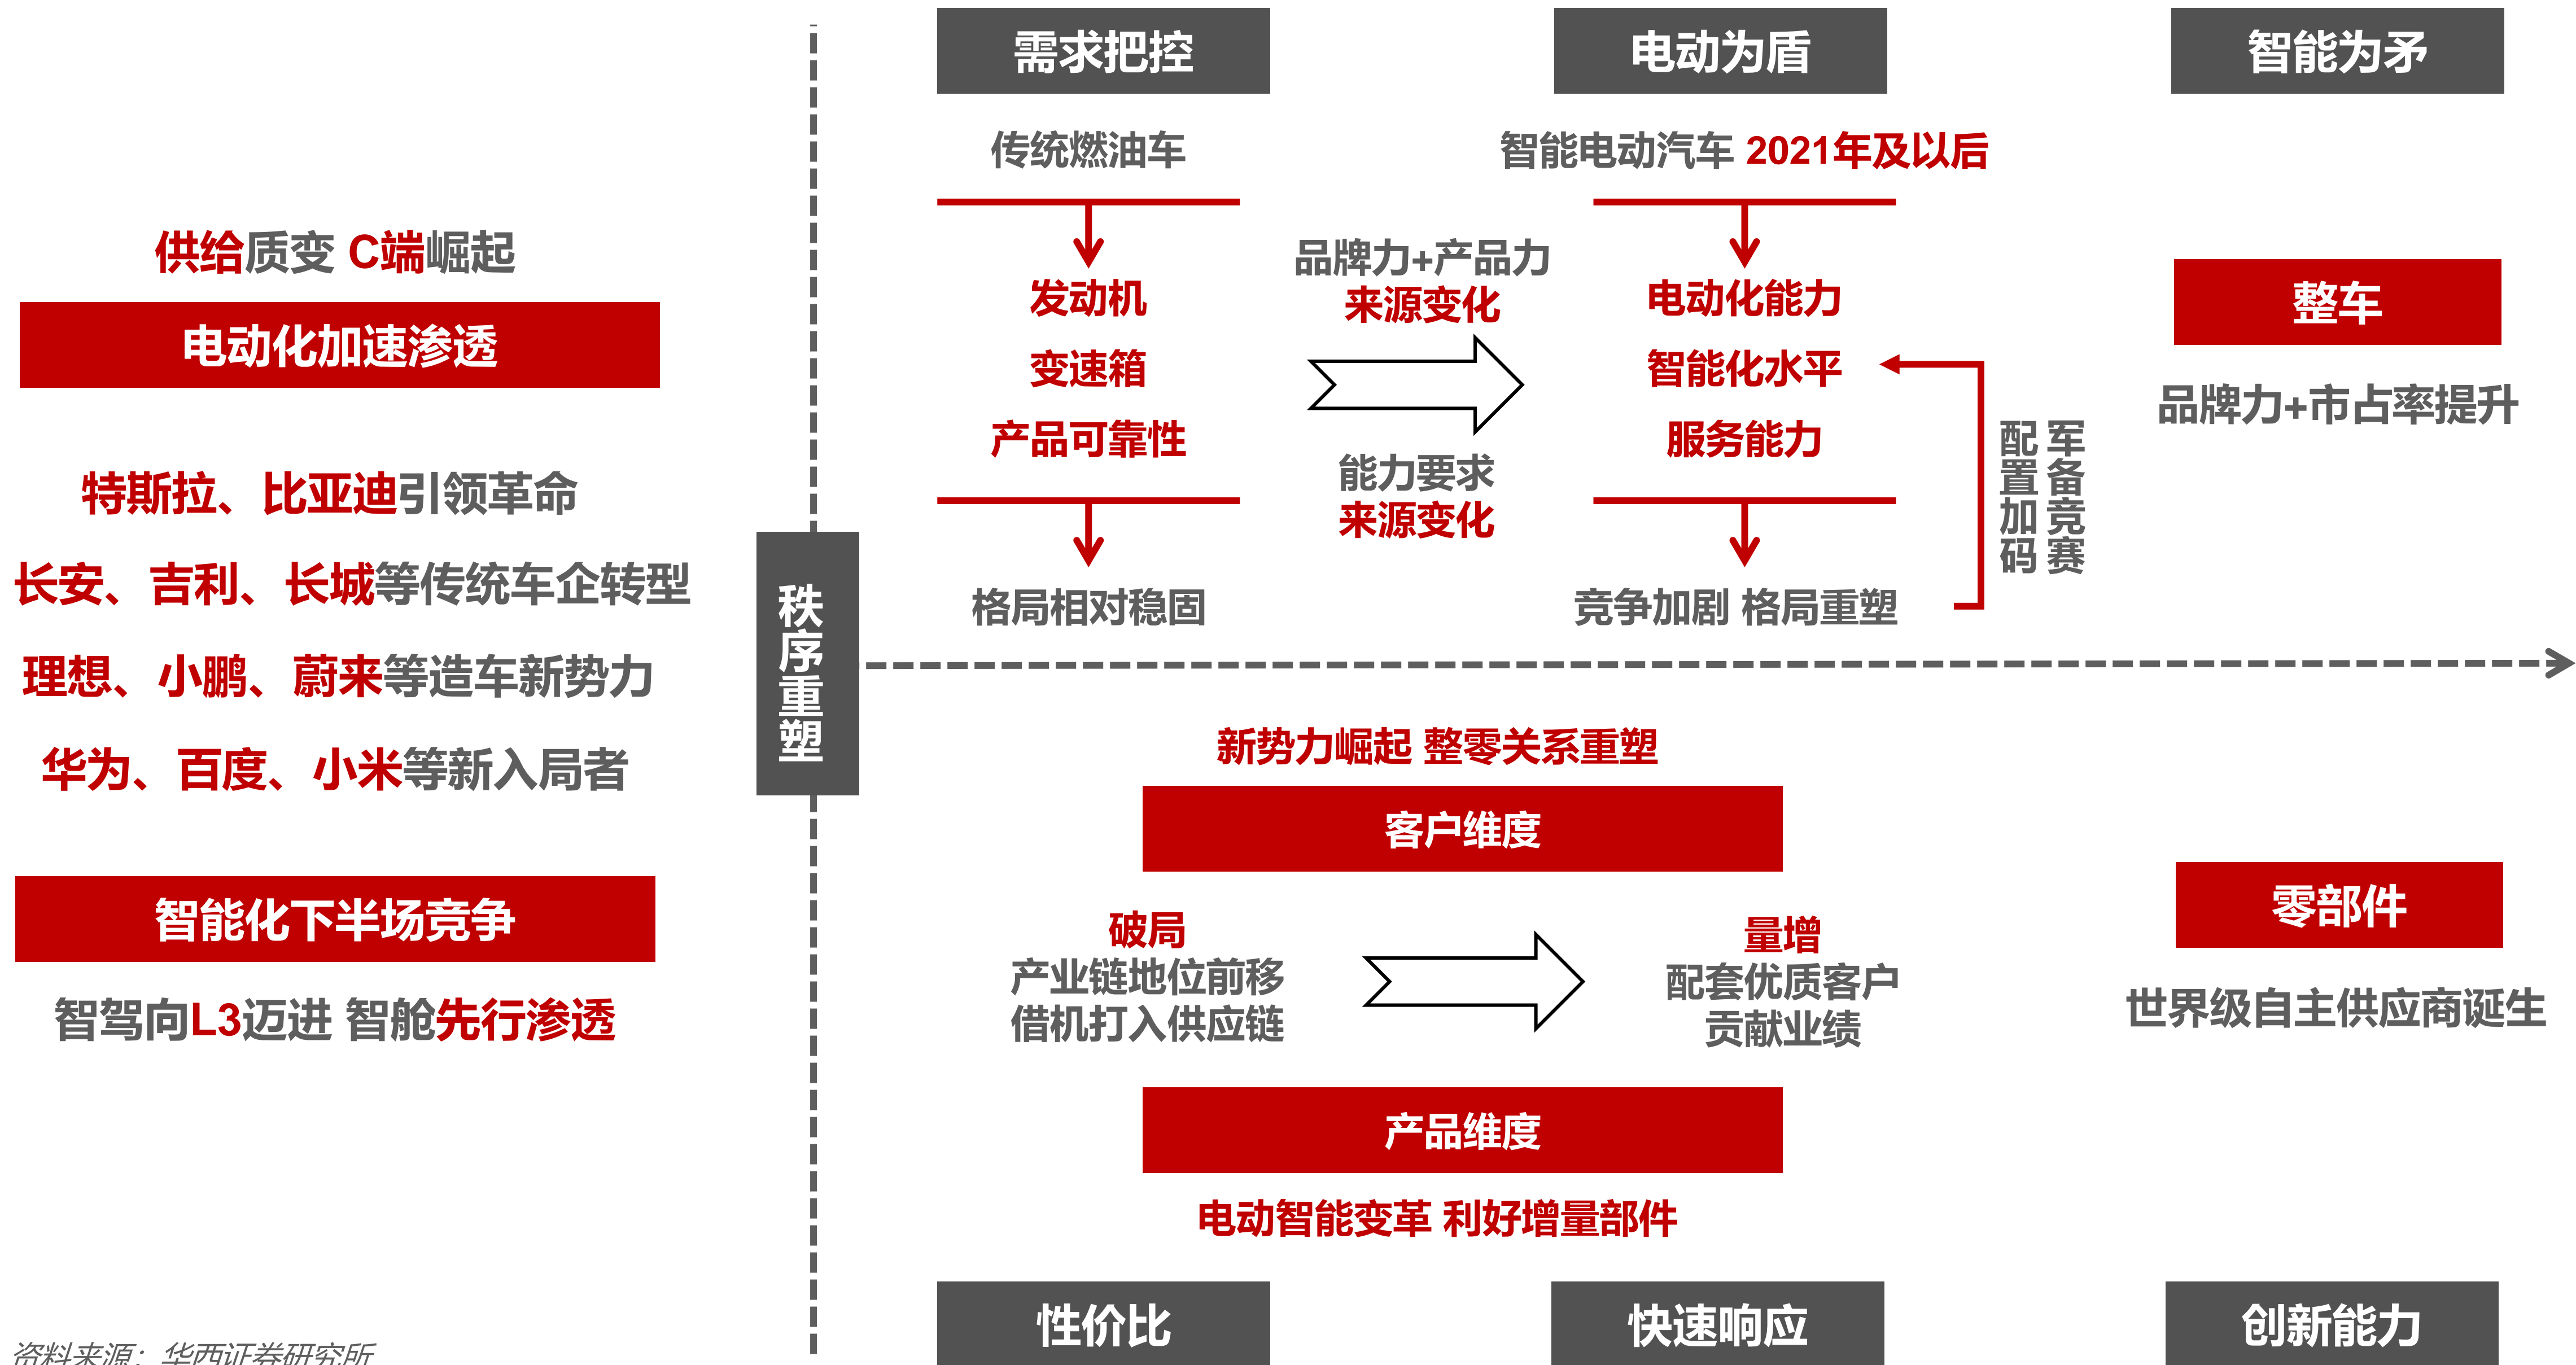 供给质变 C端崛起
电动化加速渗透
特斯拉、比亚迪引领革命
长安、吉利、长城等传统车企转型
理想、小鹏、蔚来等造车新势力
华为、百度、小米等新入局者
智能化下半场竞争
智驾向L3迈进 智舱先行渗透
秩序重塑
需求把控
电动为盾
智能为矛
传统燃油车
发动机
变速箱
产品可靠性
格局相对稳固
品牌力+产品力
来源变化
能力要求
来源变化
智能电动汽车 2021年及以后
电动化能力
智能化水平
服务能力
竞争加剧 格局重塑
军备竞赛
配置加码
整车
品牌力+市占率提升
新势力崛起 整零关系重塑
客户维度
破局
产业链地位前移
借机打入供应链
量增
配套优质客户
贡献业绩
产品维度
电动智能变革 利好增量部件
零部件
世界级自主供应商诞生
性价比
快速响应
创新能力
资料来源：华西证券研究所